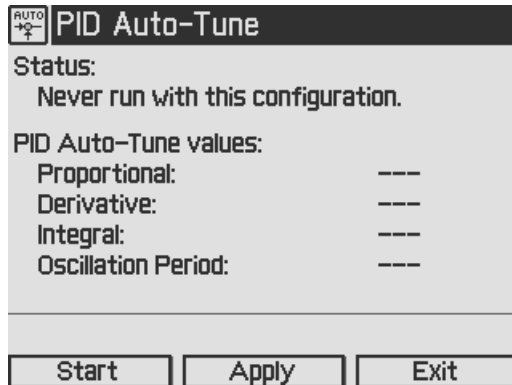 AUTO
PID Auto-Tune
Status:
Never run with this configuration.
PID Auto-Tune values:
Proportional: ---
Derivative: ---
Integral: ---
Oscillation Period: ---
Start Apply Exit